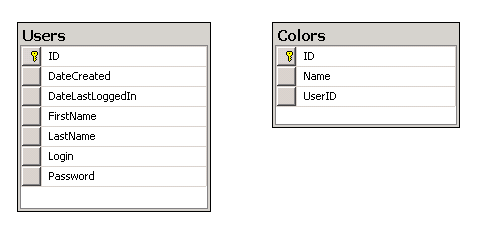 Users
ID
DateCreated
DateLastLoggedIn
FirstName
LastName
Login
Password
Colors
ID
Name
UserID